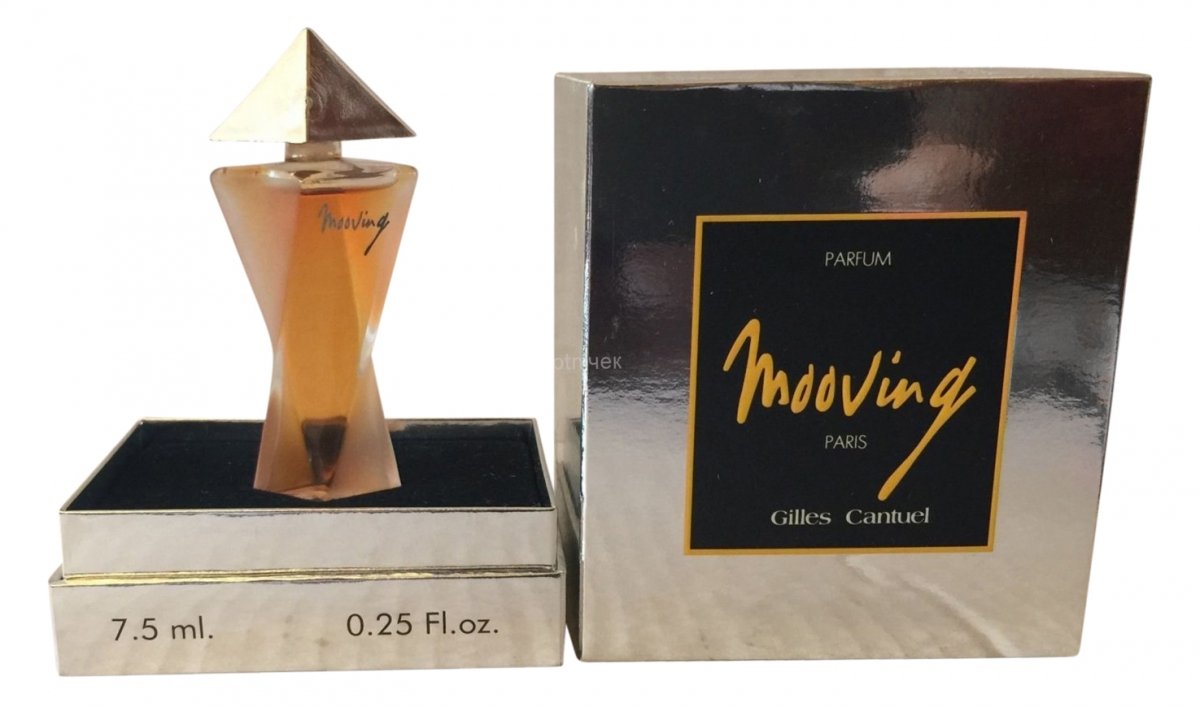 Mooving
7.5 ml. 0.25 Fl.oz.
PARFUM
Mooving
PARIS
Gilles Cantuel